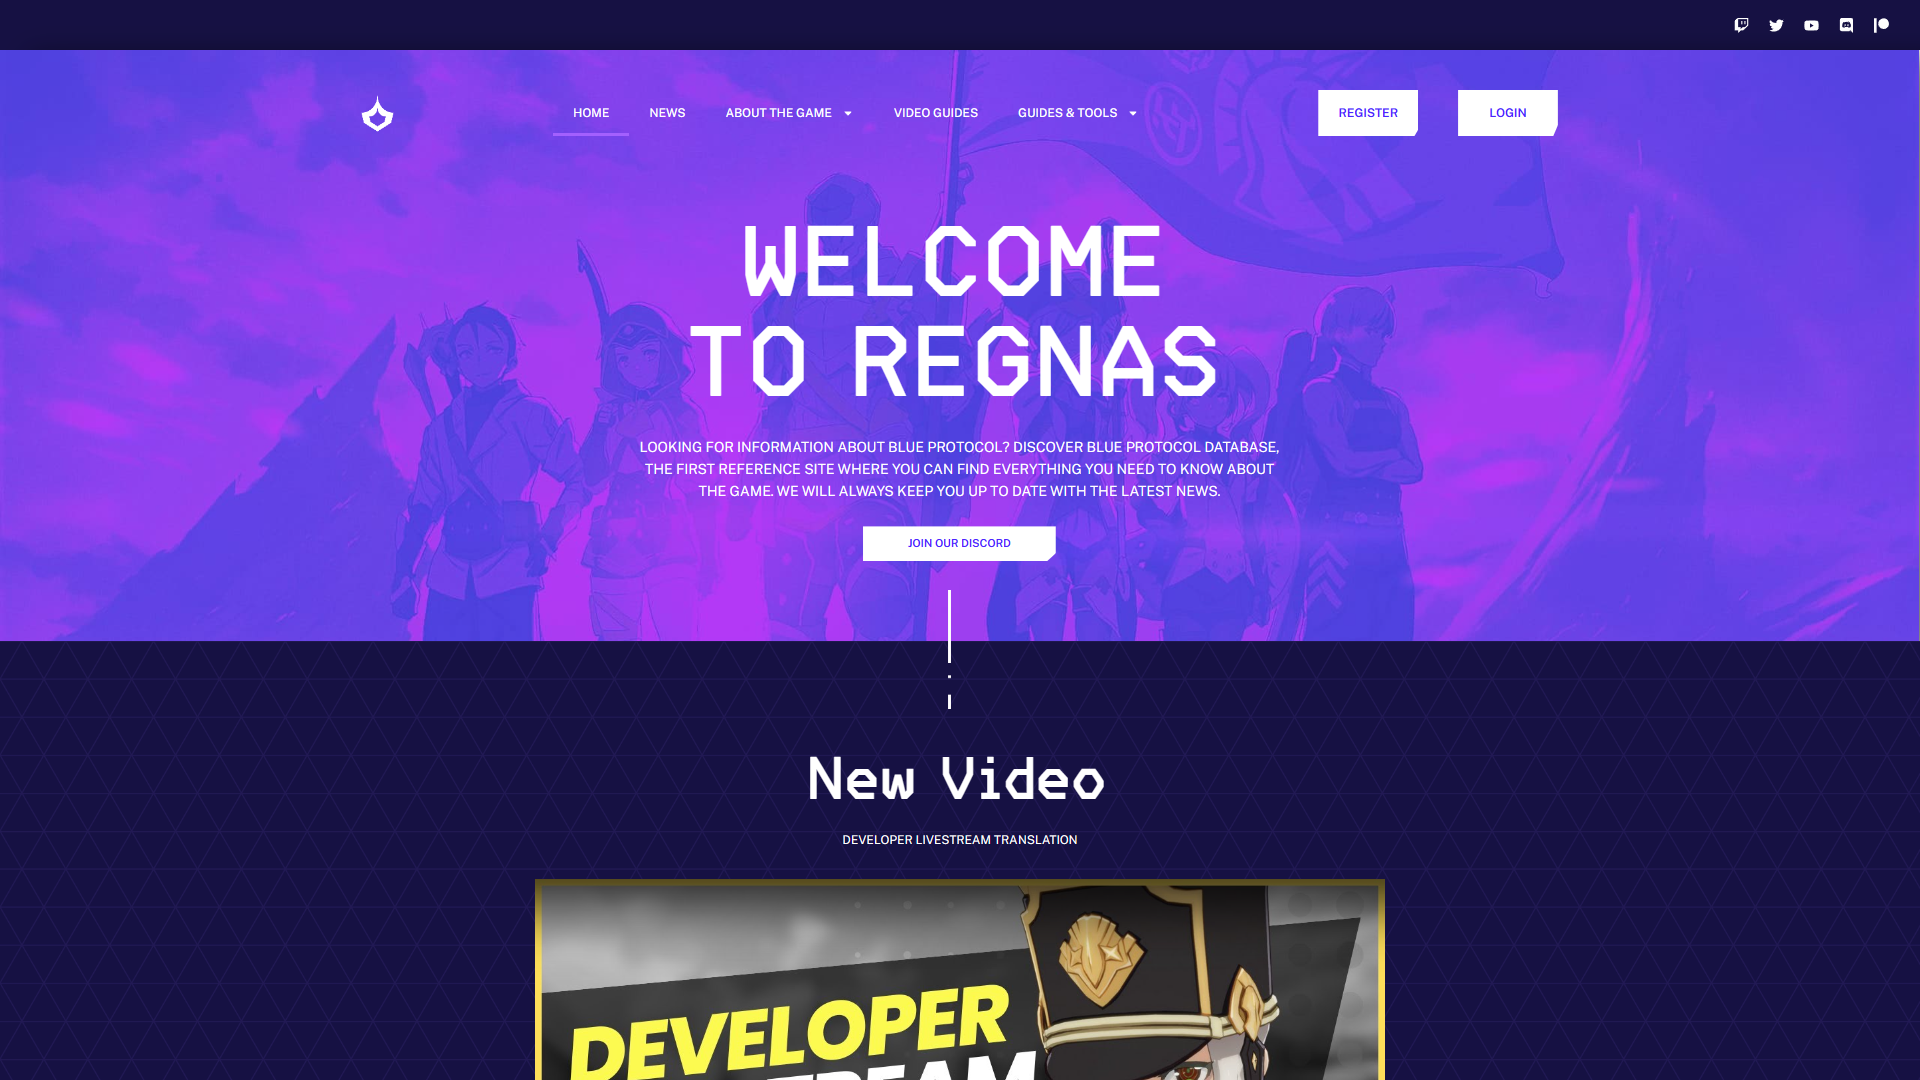 HOME NEWS ABOUT THE GAME VIDEO GUIDES GUIDES & TOOLS REGISTER LOGIN
WELCOME
TO REGNAS
LOOKING FOR INFORMATION ABOUT BLUE PROTOCOL? DISCOVER BLUE PROTOCOL DATABASE,
THE FIRST REFERENCE SITE WHERE YOU CAN FIND EVERYTHING YOU NEED TO KNOW ABOUT
THE GAME. WE WILL ALWAYS KEEP YOU UP TO DATE WITH THE LATEST NEWS.
JOIN OUR DISCORD
New Video
DEVELOPER LIVESTREAM TRANSLATION
DEVELOPER